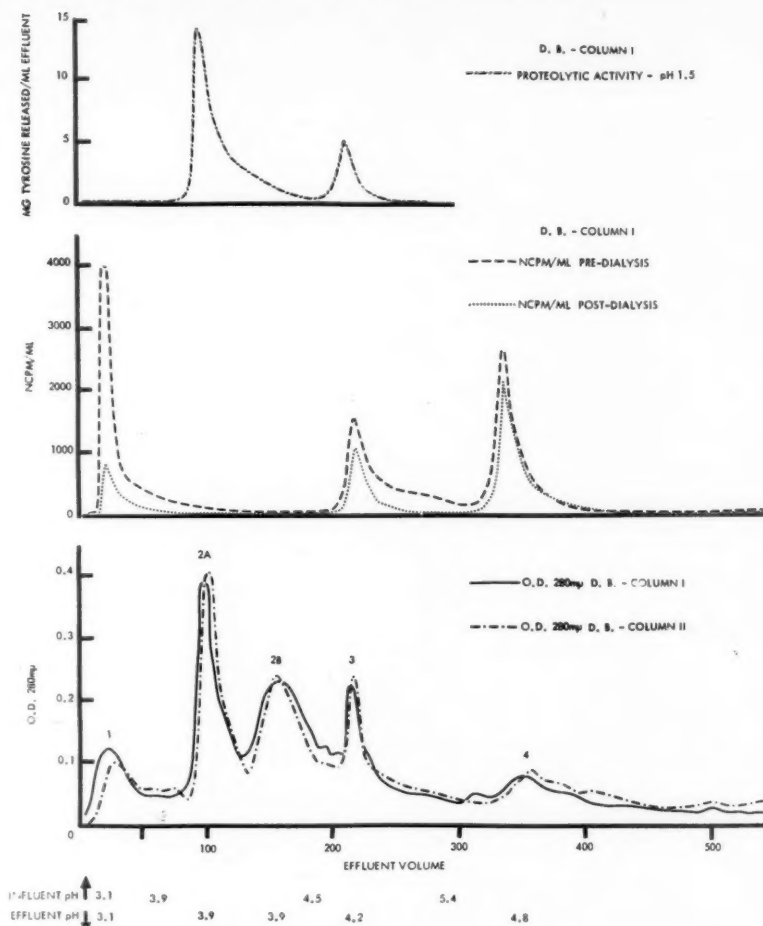 15
10
5
0
MG TYROSINE RELEASED/ML EFFLUENT
D. B. - COLUMN I
PROTEOLYTIC ACTIVITY - pH 1.5
4000
3000
2000
1000
0
NCPM/ML
D. B. - COLUMN I
NCPM/ML PRE-DIALYSIS
NCPM/ML POST-DIALYSIS
0.4
0.3
0.2
0.1
0
O.D. 280mμ
1
2A
2B
3
4
O.D. 280mμ D. B. - COLUMN I
O.D. 280mμ D. B. - COLUMN II
100 200 300 400 500
EFFLUENT VOLUME
INFLUENT pH 3.1 3.9 4.5 5.4
EFFLUENT pH 3.1 3.9 3.9 4.2 4.8